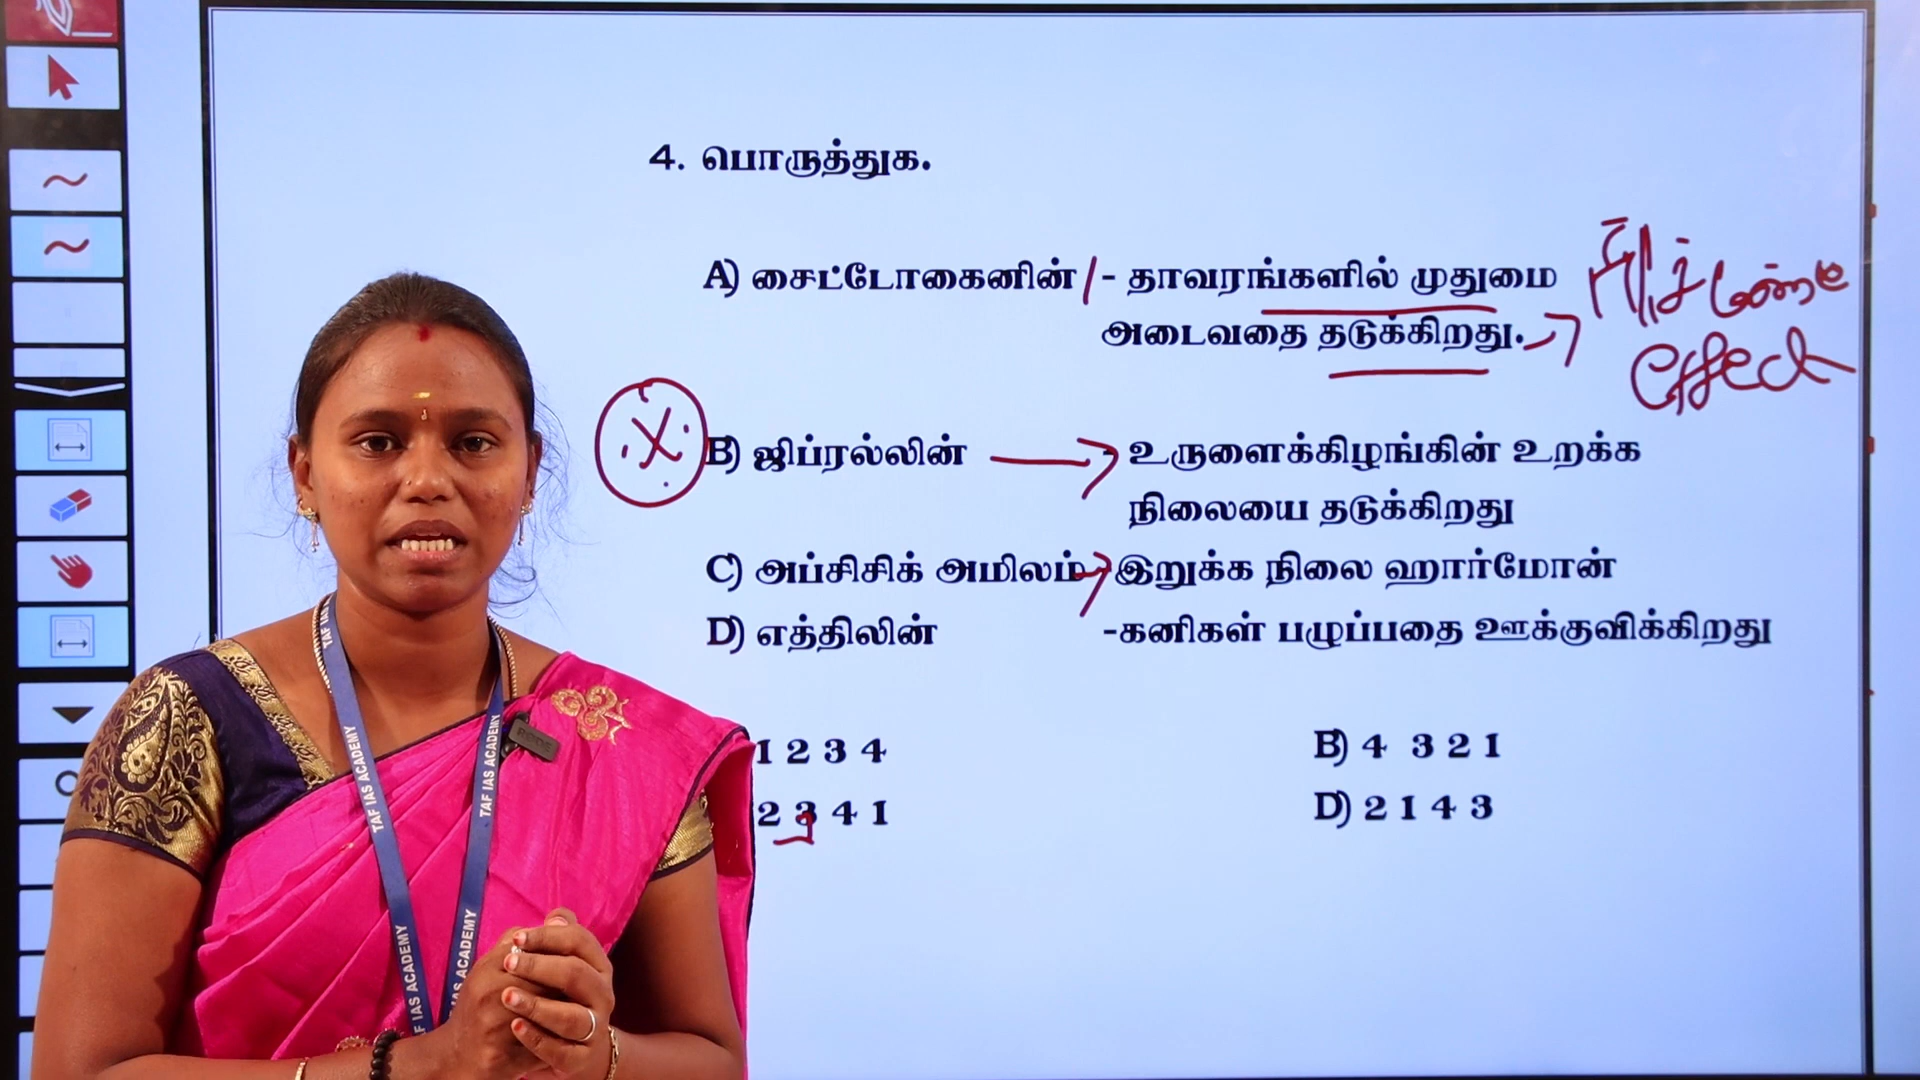 4. பொருத்துக.
A) சைட்டோகைனின் - தாவரங்களில் முதுமை
அடைவதை தடுக்கிறது.
effect
B) ஜிப்ரல்லின் - உருளைக்கிழங்கின் உறக்க
நிலையை தடுக்கிறது
C) அப்சிசிக் அமிலம் இறுக்க நிலை ஹார்மோன்
D) எத்திலின் -கனிகள் பழுப்பதை ஊக்குவிக்கிறது
1 2 3 4 B) 4 3 2 1
2 3 4 1 D) 2 1 4 3
TAF IAS ACADEMY
TAF IAS ACADEMY